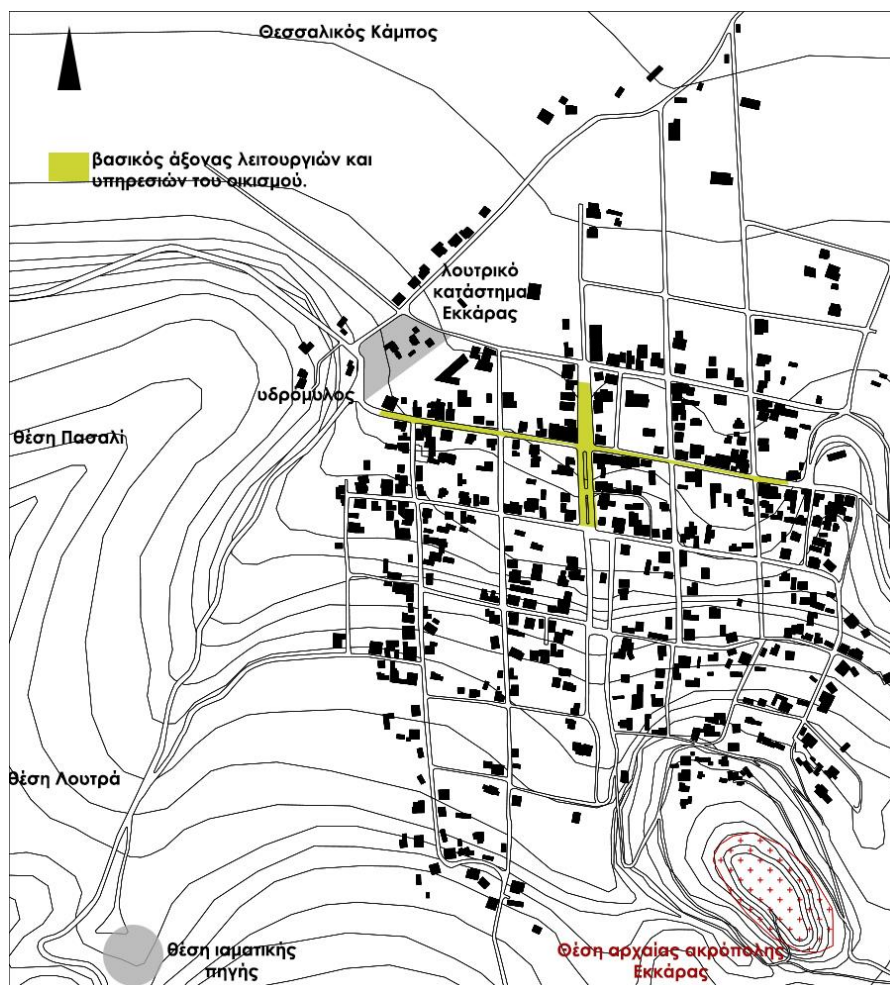 Θεσσαλικός Κάμπος
βασικός άξονας λειτουργιών και
υπηρεσιών του οικισμού.
λουτρικό
κατάστημα
Εκκάρας
υδρόμυλος
θέση Πασαλί
θέση Λουτρά
θέση ιαματικής
πηγής
Θέση αρχαίας ακρόπολης
Εκκάρας